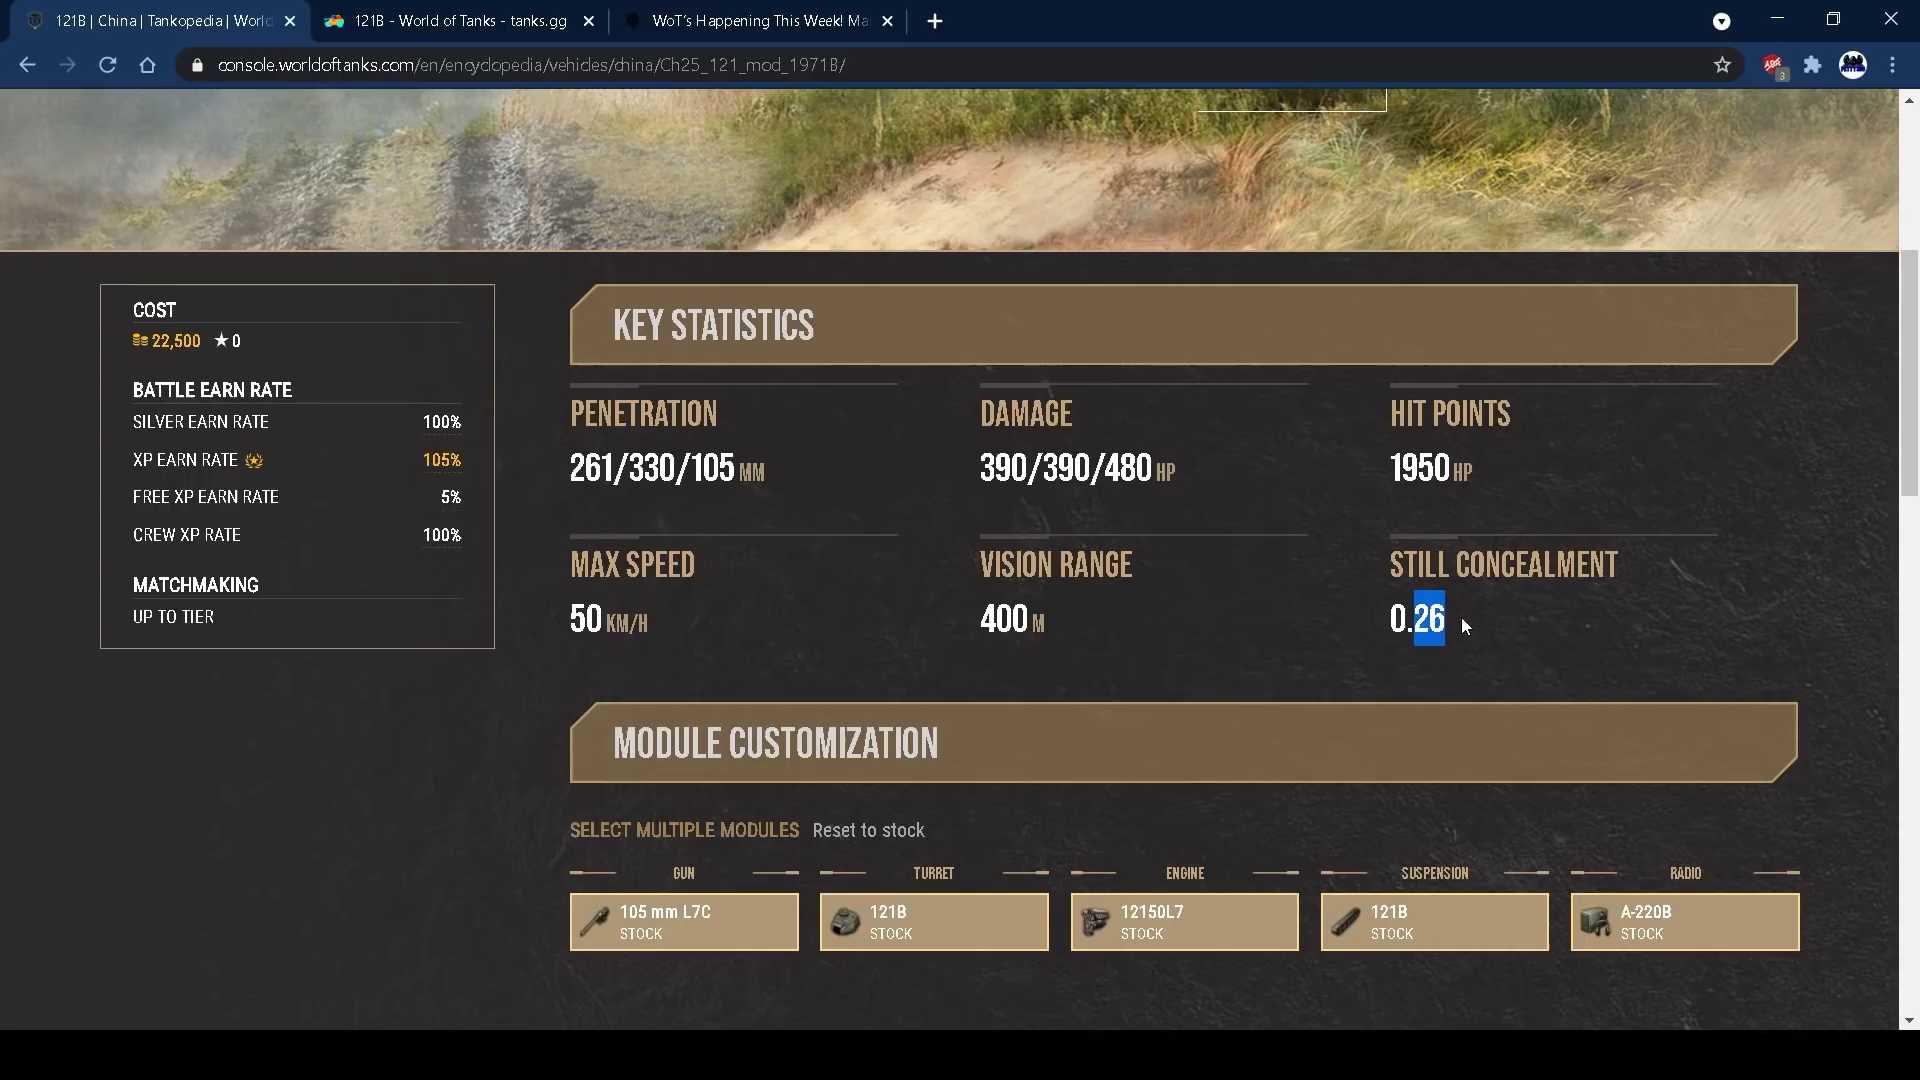 121B | China | Tankopedia | World
121B - World of Tanks - tanks.gg
WoT's Happening This Week! Ma
console.worldoftanks.com/en/encyclopedia/vehicles/china/Ch25_121_mod_1971B/
3
COST
22,500 0
BATTLE EARN RATE
SILVER EARN RATE 100%
XP EARN RATE 105%
FREE XP EARN RATE 5%
CREW XP RATE 100%
MATCHMAKING
UP TO TIER
KEY STATISTICS
PENETRATION
261/330/105 MM
DAMAGE
390/390/480 HP
HIT POINTS
1950 HP
MAX SPEED
50 KM/H
VISION RANGE
400 M
STILL CONCEALMENT
0.26
MODULE CUSTOMIZATION
SELECT MULTIPLE MODULES Reset to stock
GUN
105 mm L7C
STOCK
TURRET
121B
STOCK
ENGINE
12150L7
STOCK
SUSPENSION
121B
STOCK
RADIO
A-220B
STOCK